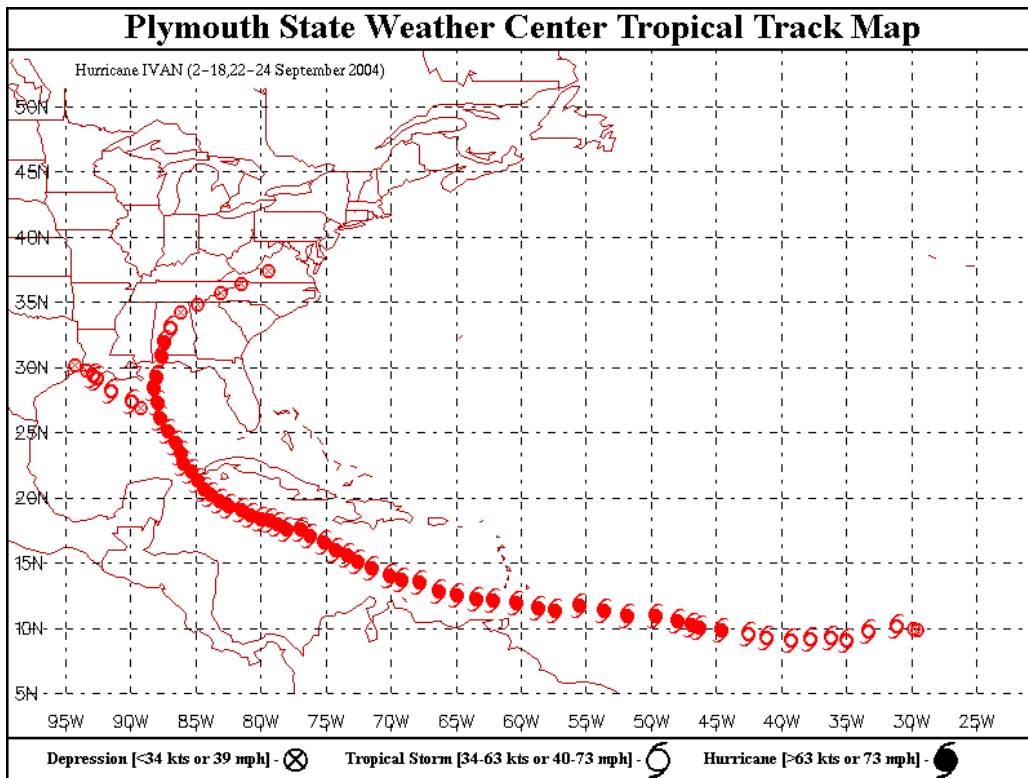 Plymouth State Weather Center Tropical Track Map
Hurricane IVAN (2-18,22-24 September 2004)
50N
45N
40N
35N
30N
25N
20N
15N
10N
5N
95W 90W 85W 80W 75W 70W 65W 60W 55W 50W 45W 40W 35W 30W 25W
Depression [<34 kts or 39 mph] - Tropical Storm [34-63 kts or 40-73 mph] - Hurricane [>63 kts or 73 mph] -